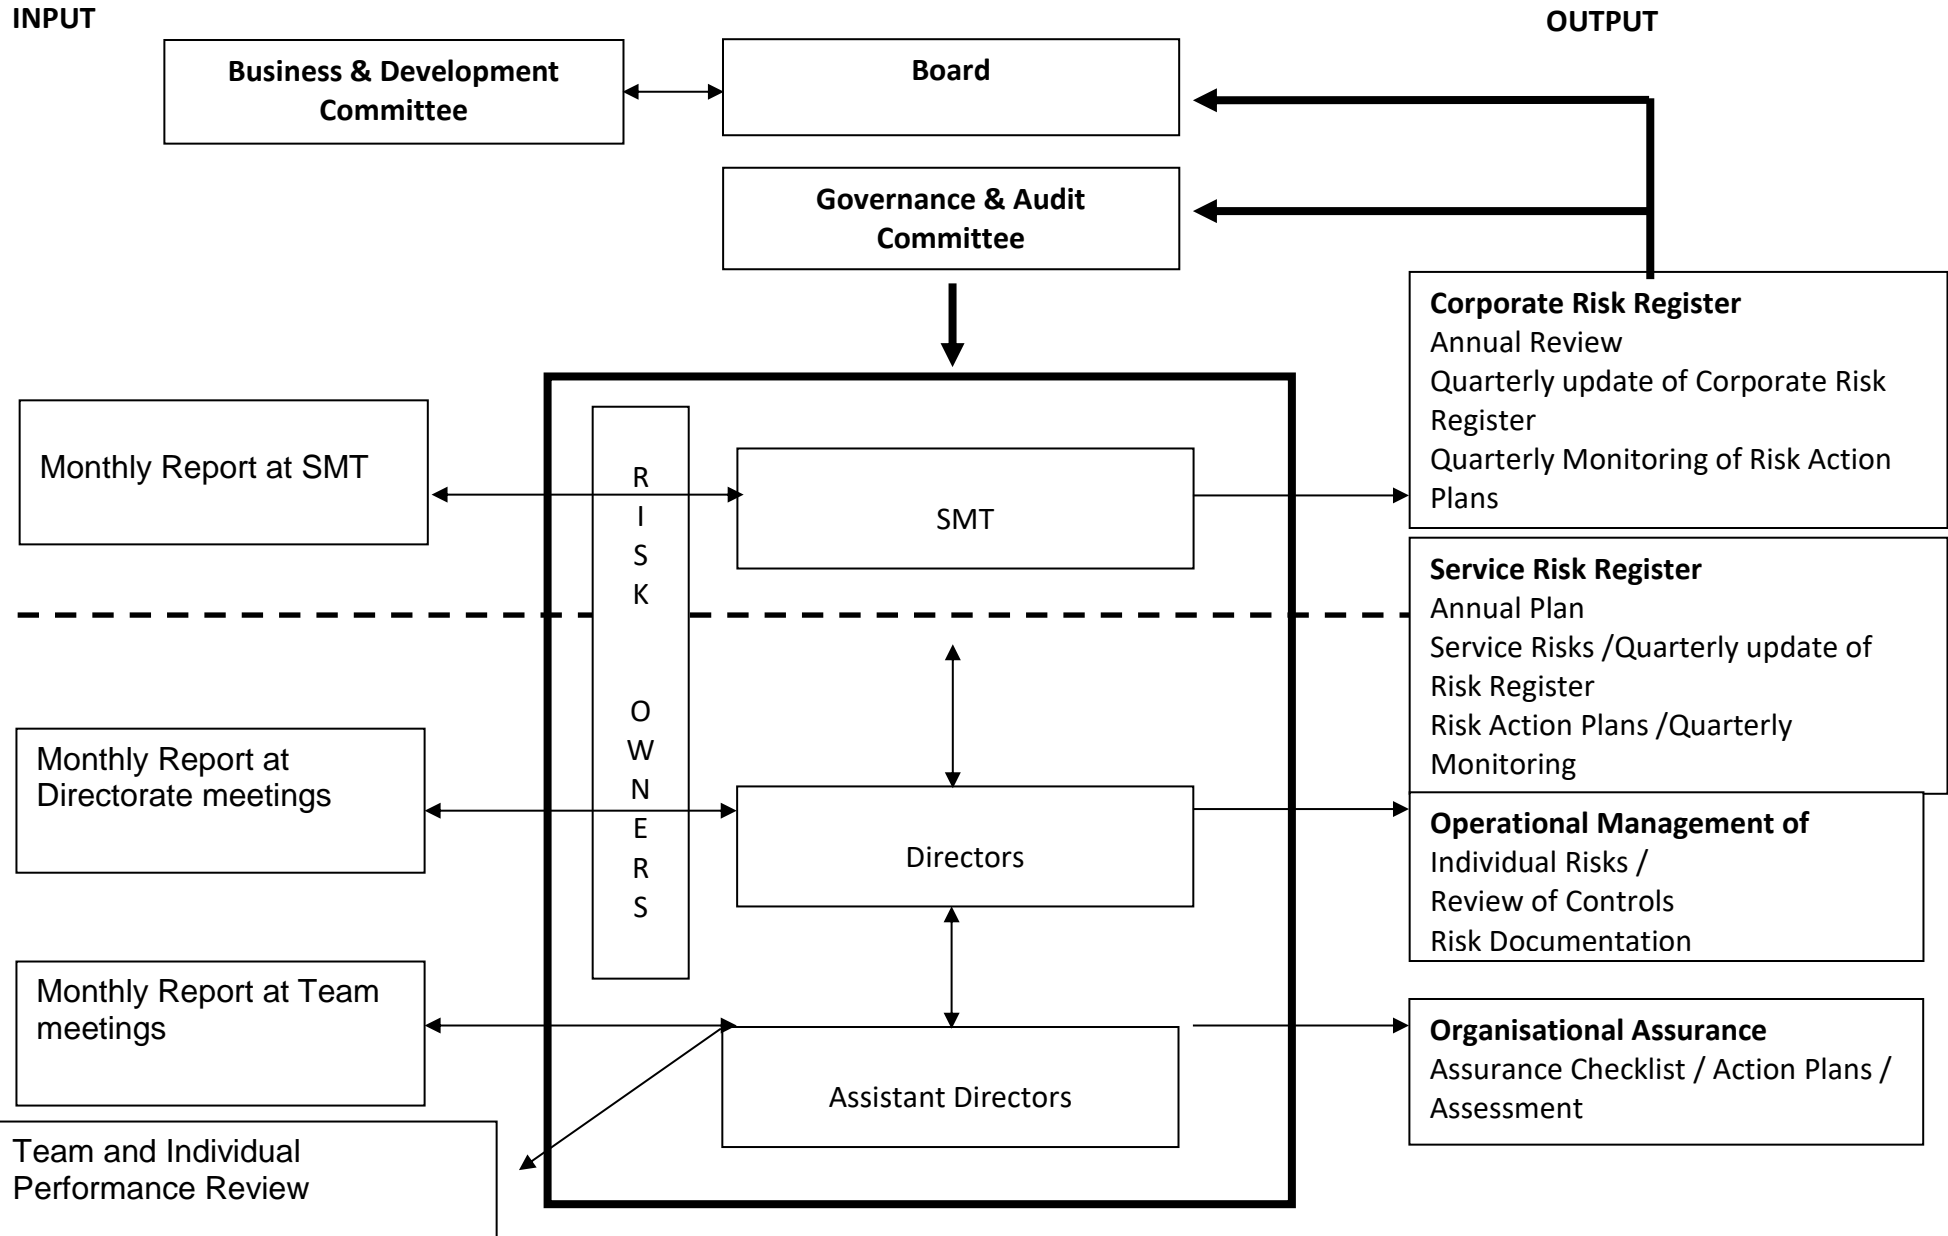 INPUT
OUTPUT
Business & Development
Committee
Board
Governance & Audit
Committee
Corporate Risk Register
Annual Review
Quarterly update of Corporate Risk
Register
Quarterly Monitoring of Risk Action
Plans
Monthly Report at SMT
R
I
S
K
O
W
N
E
R
S
SMT
Service Risk Register
Annual Plan
Service Risks /Quarterly update of
Risk Register
Risk Action Plans /Quarterly
Monitoring
Monthly Report at
Directorate meetings
Directors
Operational Management of
Individual Risks /
Review of Controls
Risk Documentation
Monthly Report at Team
meetings
Assistant Directors
Organisational Assurance
Assurance Checklist / Action Plans /
Assessment
Team and Individual
Performance Review